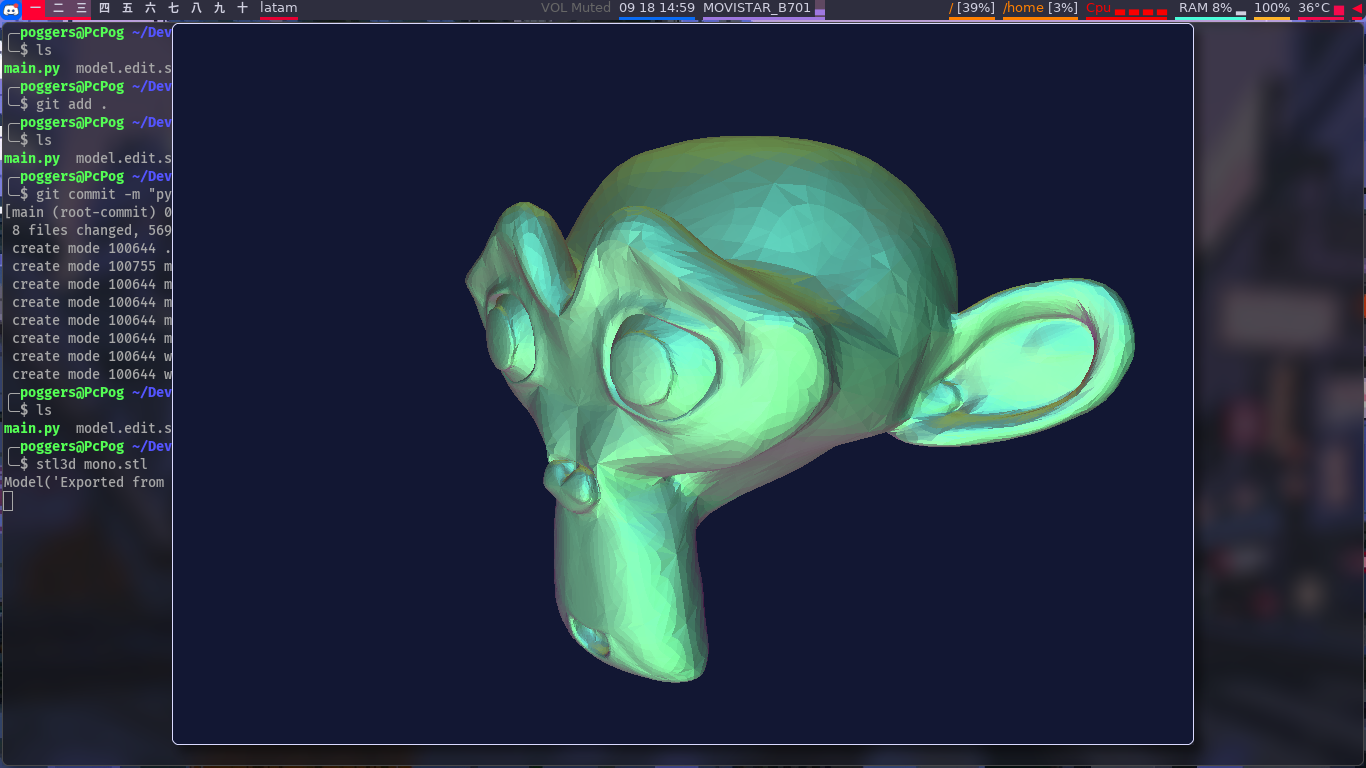 一 二 三 四 五 六 七 八 九 十 latam VOL Muted 09 18 14:59 MOVISTAR_B701 / [39%] /home [3%] Cpu RAM 8% 100% 36°C
poggers@PcPog ~/Dev
$ ls
main.py model.edit.s
poggers@PcPog ~/Dev
$ git add .
poggers@PcPog ~/Dev
$ ls
main.py model.edit.s
poggers@PcPog ~/Dev
$ git commit -m "py
[main (root-commit) 0
8 files changed, 569
create mode 100644 .
create mode 100755 m
create mode 100644 m
create mode 100644 m
create mode 100644 m
create mode 100644 m
create mode 100644 w
create mode 100644 w
poggers@PcPog ~/Dev
$ ls
main.py model.edit.s
poggers@PcPog ~/Dev
$ stl3d mono.stl
Model('Exported from